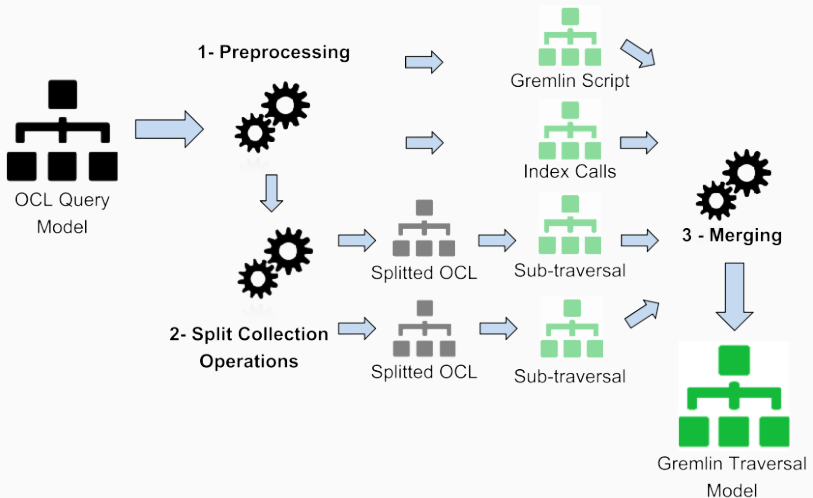 1- Preprocessing
Gremlin Script
Index Calls
OCL Query
Model
Splitted OCL
Sub-traversal
3 - Merging
2- Split Collection
Operations
Splitted OCL
Sub-traversal
Gremlin Traversal
Model